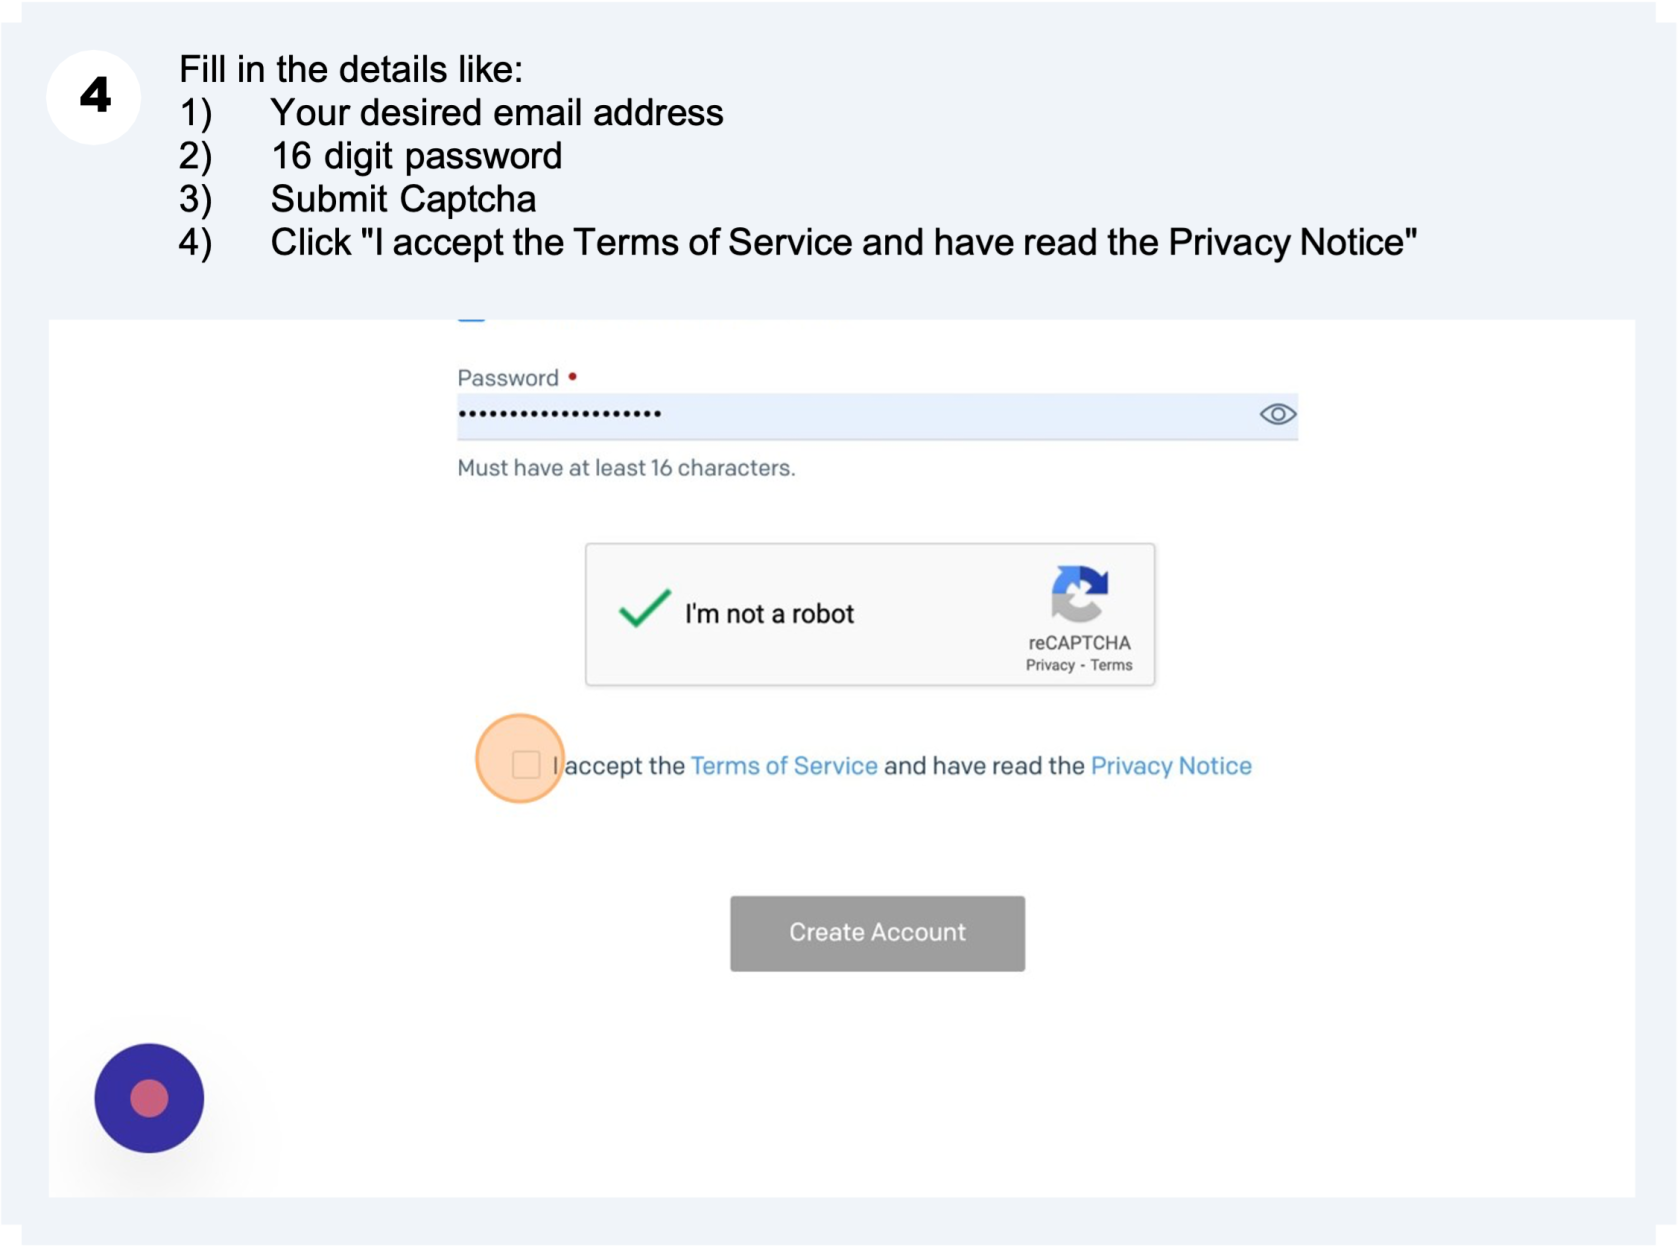 4
Fill in the details like:
1) Your desired email address
2) 16 digit password
3) Submit Captcha
4) Click "I accept the Terms of Service and have read the Privacy Notice"
Password •
••••••••••••••••••••
Must have at least 16 characters.
I'm not a robot
reCAPTCHA
Privacy - Terms
I accept the Terms of Service and have read the Privacy Notice
Create Account